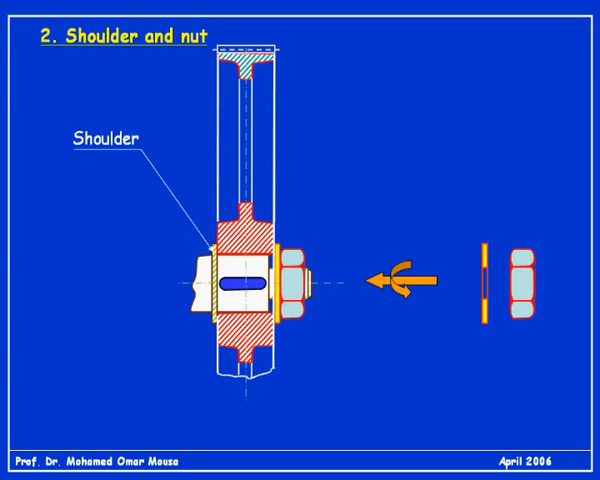 2. Shoulder and nut
Shoulder
Prof. Dr. Mohamed Omar Mousa
April 2006